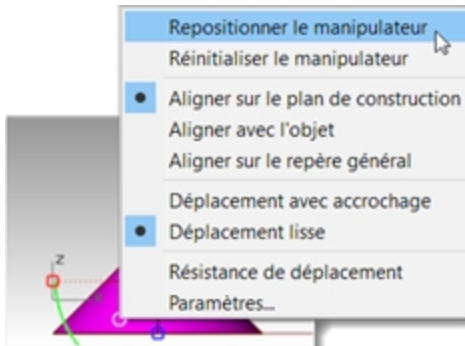 Repositionner le manipulateur
Réinitialiser le manipulateur
Aligner sur le plan de construction
Aligner avec l'objet
Aligner sur le repère général
Déplacement avec accrochage
Déplacement lisse
Résistance de déplacement
Paramètres...
z